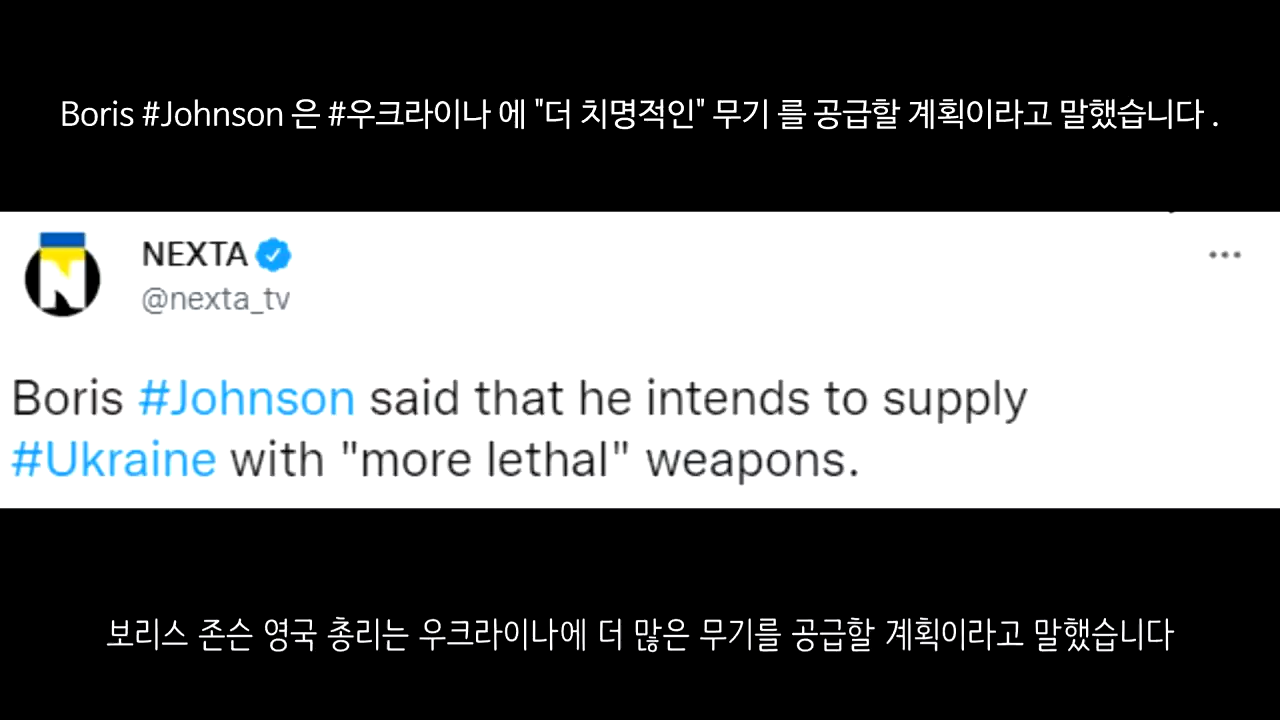 Boris #Johnson 은 #우크라이나 에 "더 치명적인" 무기 를 공급할 계획이라고 말했습니다 .
NEXTA
@nexta_tv
Boris #Johnson said that he intends to supply
#Ukraine with "more lethal" weapons.
보리스 존슨 영국 총리는 우크라이나에 더 많은 무기를 공급할 계획이라고 말했습니다